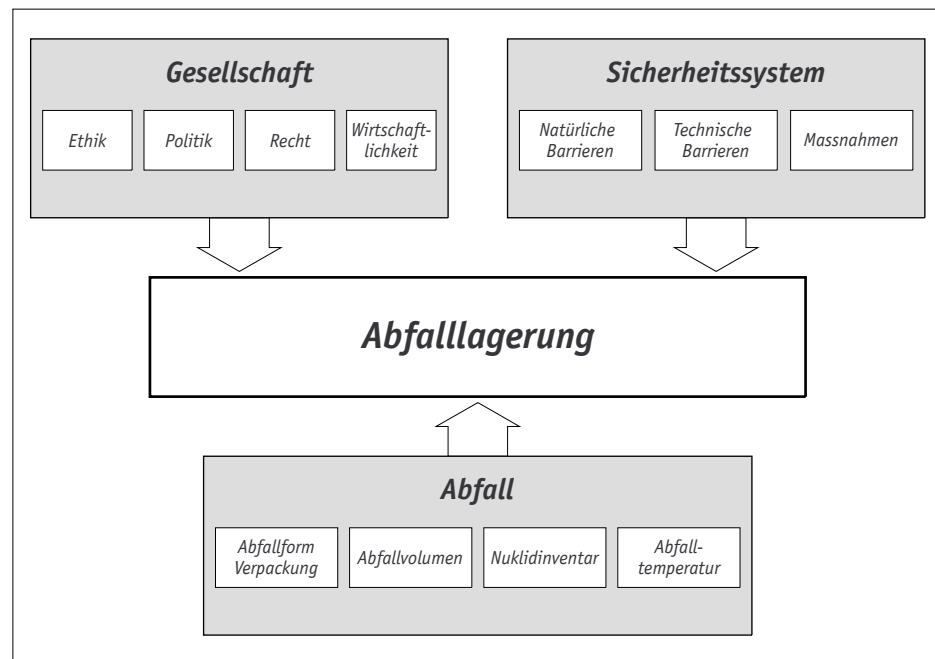 Gesellschaft
Ethik
Politik
Recht
Wirtschaft-
lichkeit
Sicherheitssystem
Natürliche
Barrieren
Technische
Barrieren
Massnahmen
Abfalllagerung
Abfall
Abfallform
Verpackung
Abfallvolumen
Nuklidinventar
Abfall-
temperatur